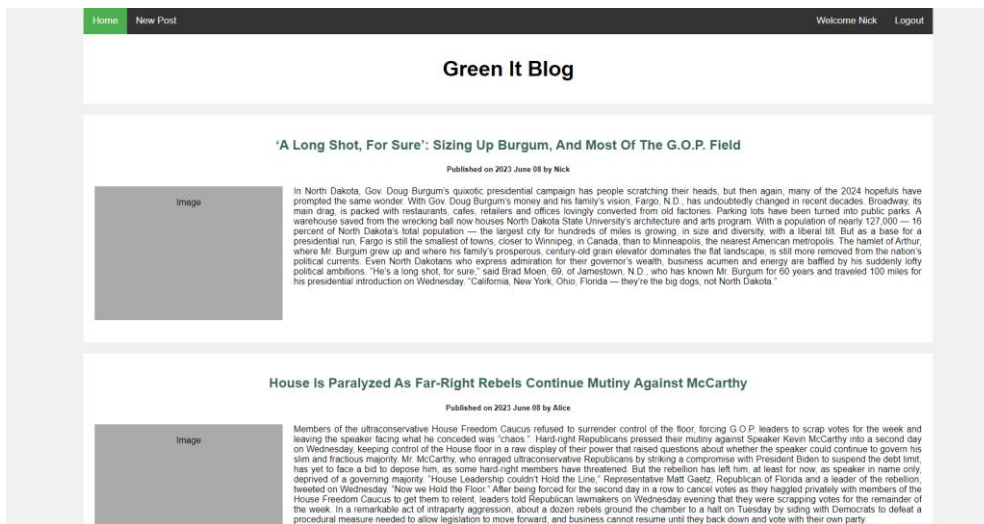 Home New Post Welcome Nick Logout
Green It Blog
‘A Long Shot, For Sure’: Sizing Up Burgum, And Most Of The G.O.P. Field
Published on 2023 June 08 by Nick
Image
In North Dakota, Gov. Doug Burgum's quixotic presidential campaign has people scratching their heads, but then again, many of the 2024 hopefuls have
prompted the same wonder. With Gov. Doug Burgum's money and his family's vision, Fargo, N.D., has undoubtedly changed in recent decades. Broadway, its
main drag, is packed with restaurants, cafes, retailers and offices lovingly converted from old factories. Parking lots have been turned into public parks. A
warehouse saved from the wrecking ball now houses North Dakota State University's architecture and arts program. With a population of nearly 127,000 — 16
percent of North Dakota's total population — the largest city for hundreds of miles is growing, in size and diversity, with a liberal tilt. But as a base for a
presidential run, Fargo is still the smallest of towns, closer to Winnipeg, in Canada, than to Minneapolis, the nearest American metropolis. The hamlet of Arthur,
where Mr. Burgum grew up and where his family's prosperous, century-old grain elevator dominates the flat landscape, is still more removed from the nation's
political currents. Even North Dakotans who express admiration for their governor's wealth, business acumen and energy are baffled by his suddenly lofty
political ambitions. "He's a long shot, for sure," said Brad Moen, 69, of Jamestown, N.D., who has known Mr. Burgum for 60 years and traveled 100 miles for
his presidential introduction on Wednesday. "California, New York, Ohio, Florida — they're the big dogs, not North Dakota."
House Is Paralyzed As Far-Right Rebels Continue Mutiny Against McCarthy
Published on 2023 June 08 by Alice
Image
Members of the ultraconservative House Freedom Caucus refused to surrender control of the floor, forcing G.O.P. leaders to scrap votes for the week and
leaving the speaker facing what he conceded was "chaos.". Hard-right Republicans pressed their mutiny against Speaker Kevin McCarthy into a second day
on Wednesday, keeping control of the House floor in a raw display of their power that raised questions about whether the speaker could continue to govern his
slim and fractious majority. Mr. McCarthy, who enraged ultraconservative Republicans by striking a compromise with President Biden to suspend the debt limit,
has yet to face a bid to depose him, as some hard-right members have threatened. But the rebellion has left him, at least for now, as speaker in name only,
deprived of a governing majority. "House Leadership couldn't Hold the Line," Representative Matt Gaetz, Republican of Florida and a leader of the rebellion,
tweeted on Wednesday. "Now we Hold the Floor." After being forced for the second day in a row to cancel votes as they haggled privately with members of the
House Freedom Caucus to get them to relent, leaders told Republican lawmakers on Wednesday evening that they were scrapping votes for the remainder of
the week. In a remarkable act of intraparty aggression, about a dozen rebels ground the chamber to a halt on Tuesday by siding with Democrats to defeat a
procedural measure needed to allow legislation to move forward, and business cannot resume until they back down and vote with their own party.